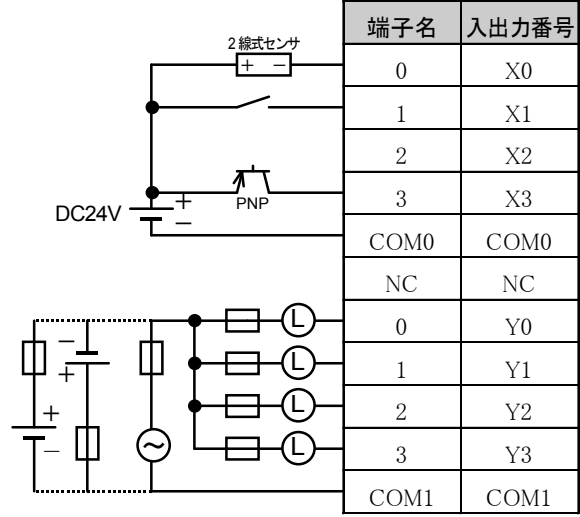 端子名 入出力番号
2線式センサ
+ −
0 X0
1 X1
2 X2
PNP
3 X3
DC24V
+
−
COM0 COM0
NC NC
L
0 Y0
L
1 Y1
L
2 Y2
L
3 Y3
−
+
+
−
COM1 COM1